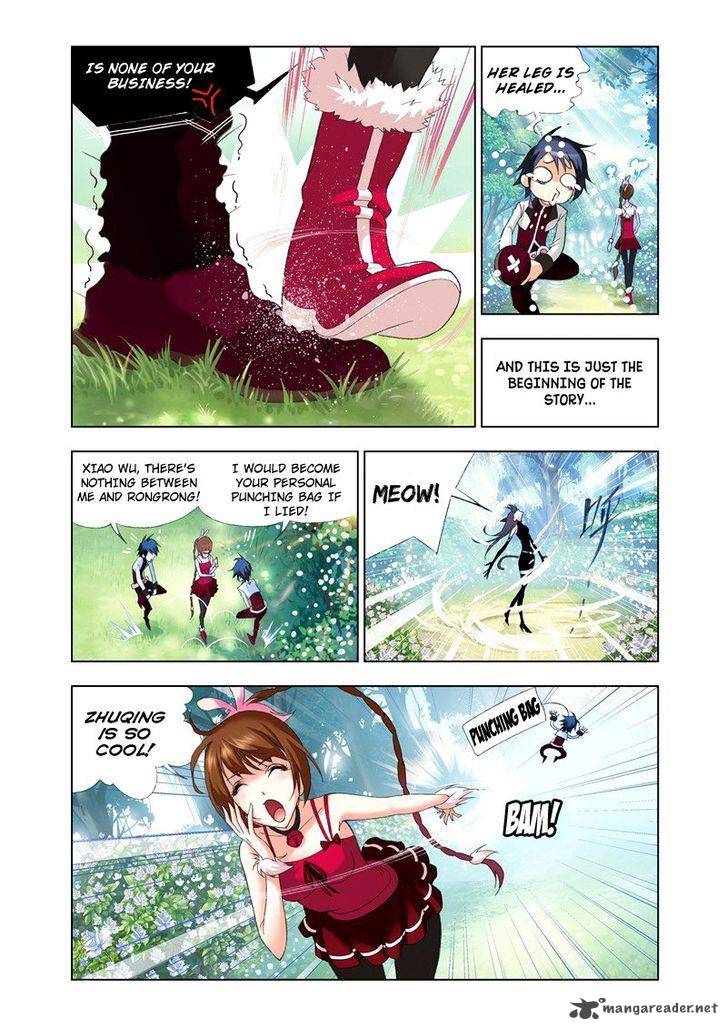 IS NONE OF YOUR
BUSINESS!
HER LEG IS
HEALED...
AND THIS IS JUST THE
BEGINNING OF THE
STORY...
XIAO WU, THERE'S
NOTHING BETWEEN
ME AND RONGRONG!
I WOULD BECOME
YOUR PERSONAL
PUNCHING BAG IF
I LIED!
MEOW!
呼
ZHUQING
IS SO
COOL!
PUNCHING BAG
BAM!
mangareader.net